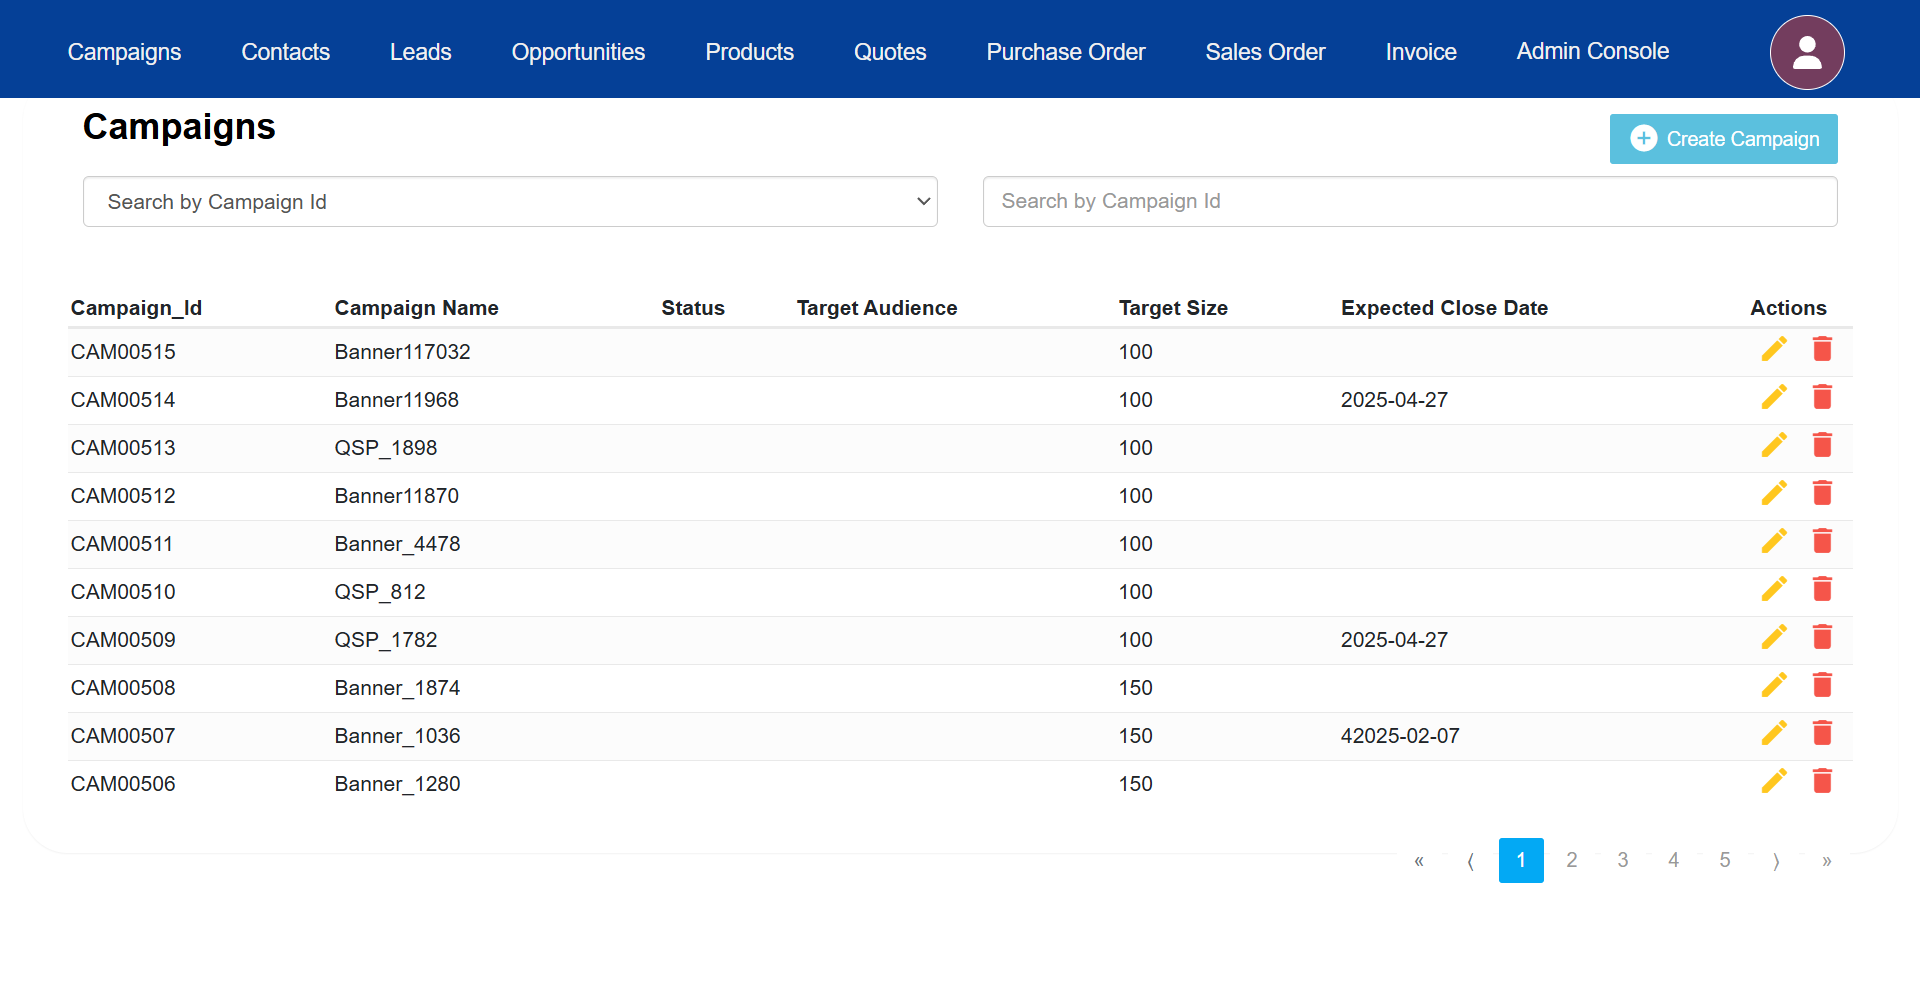 Campaigns Contacts Leads Opportunities Products Quotes Purchase Order Sales Order Invoice Admin Console
Campaigns
Create Campaign
Search by Campaign Id Search by Campaign Id
Campaign_Id Campaign Name Status Target Audience Target Size Expected Close Date Actions
CAM00515 Banner117032 100
CAM00514 Banner11968 100 2025-04-27
CAM00513 QSP_1898 100
CAM00512 Banner11870 100
CAM00511 Banner_4478 100
CAM00510 QSP_812 100
CAM00509 QSP_1782 100 2025-04-27
CAM00508 Banner_1874 150
CAM00507 Banner_1036 150 42025-02-07
CAM00506 Banner_1280 150
« ⟨ 1 2 3 4 5 ⟩ »